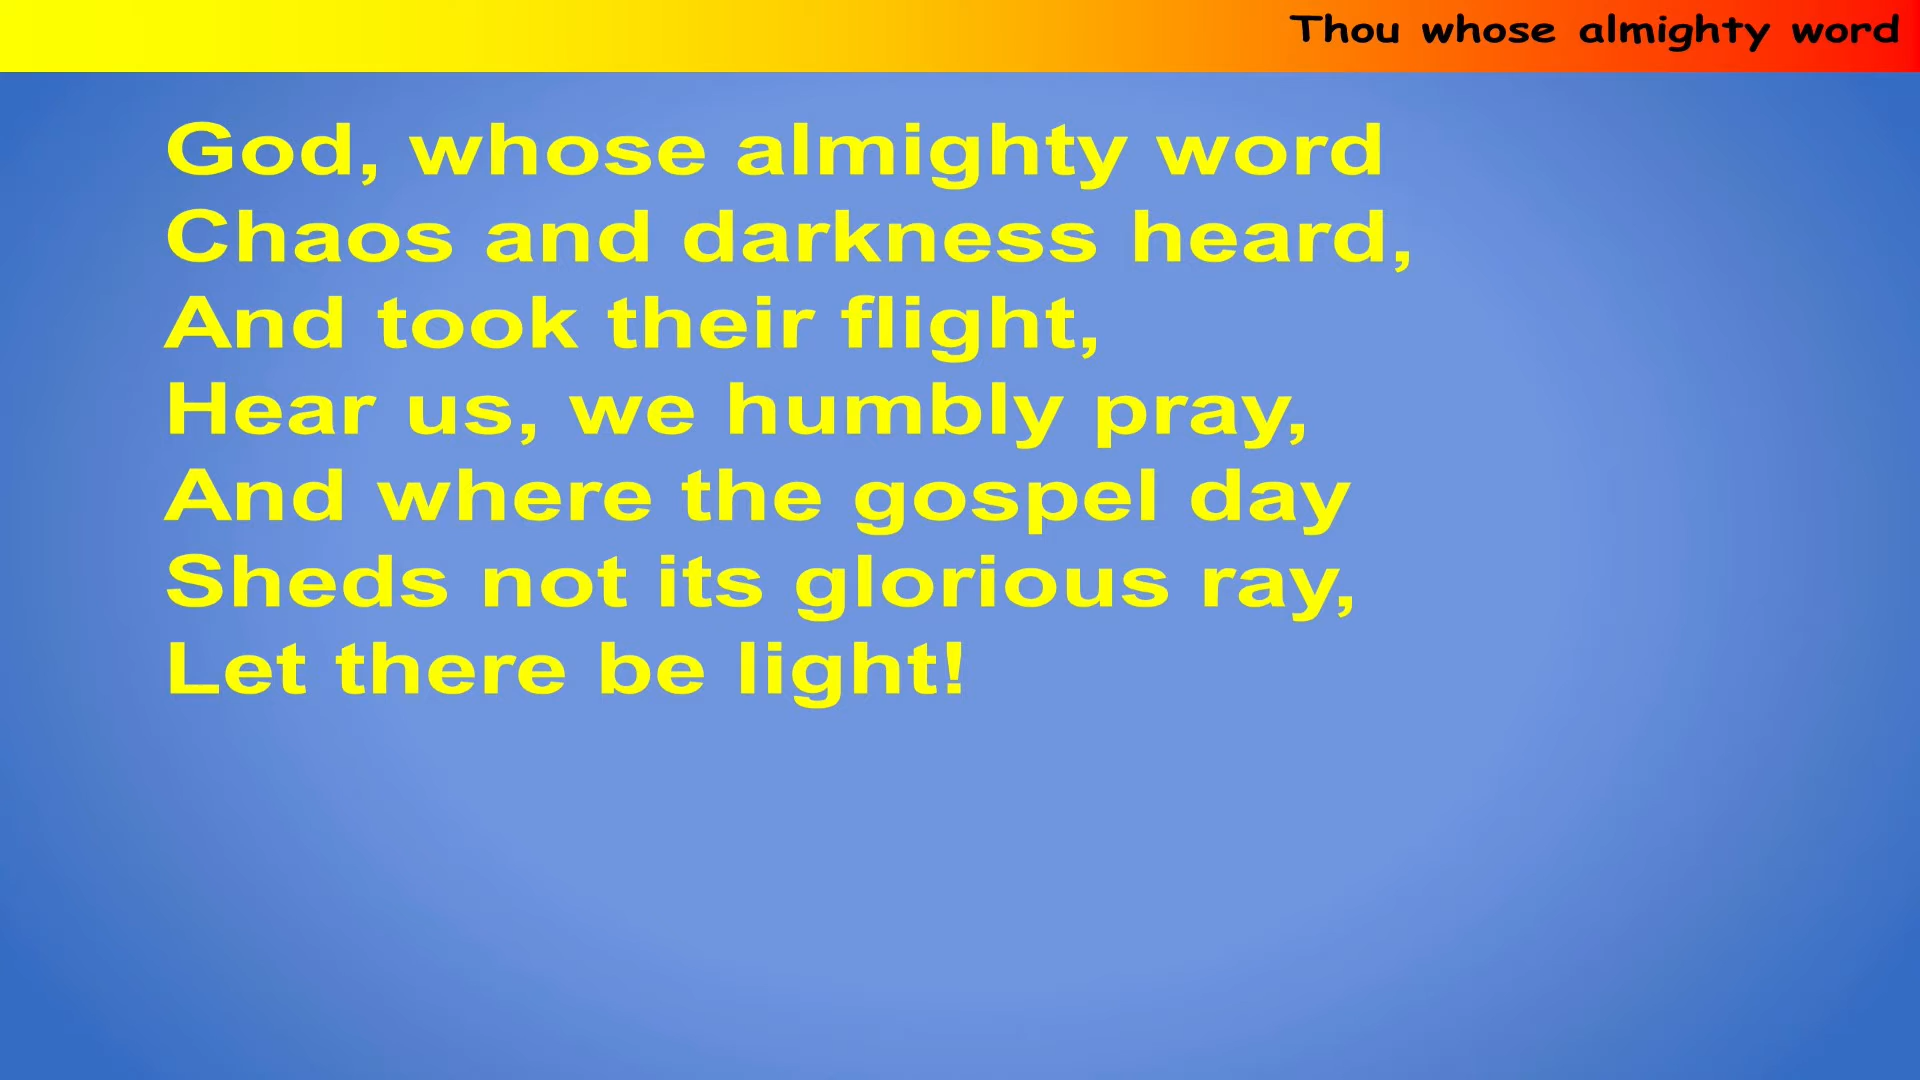 Thou whose almighty word
God, whose almighty word
Chaos and darkness heard,
And took their flight,
Hear us, we humbly pray,
And where the gospel day
Sheds not its glorious ray,
Let there be light!